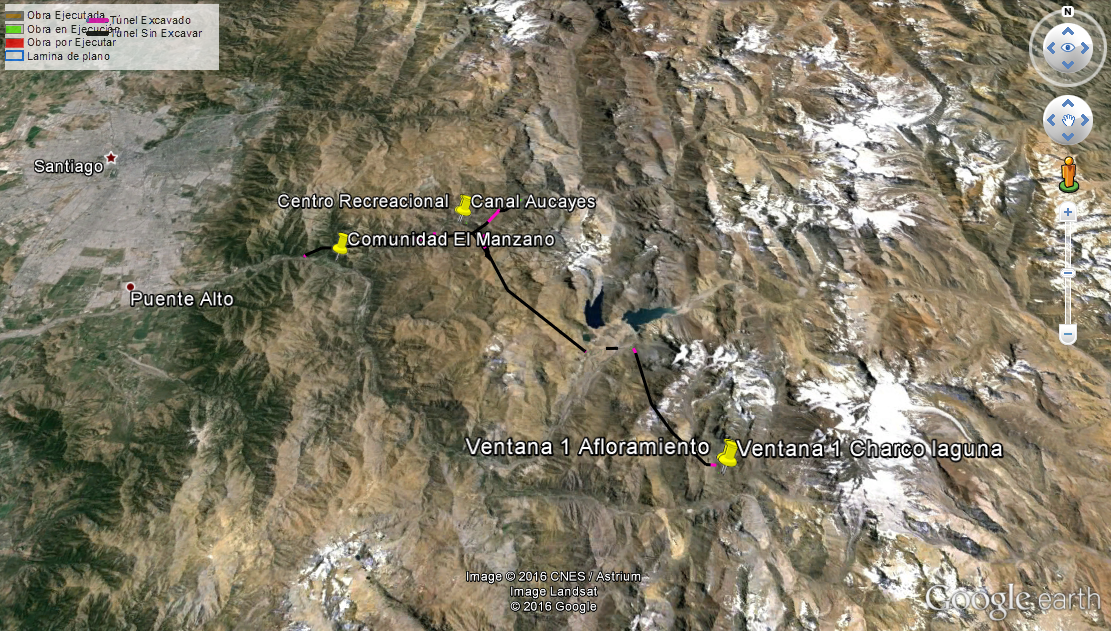 Obra Ejecutada
Obra en Ejecución
Obra por Ejecutar
Lamina de plano
Túnel Excavado
Túnel Sin Excavar
N
Santiago
Centro Recreacional
Canal Aucayes
Comunidad El Manzano
Puente Alto
Ventana 1 Afloramiento
Ventana 1 Charco laguna
Image © 2016 CNES / Astrium
Image Landsat
© 2016 Google
Google earth